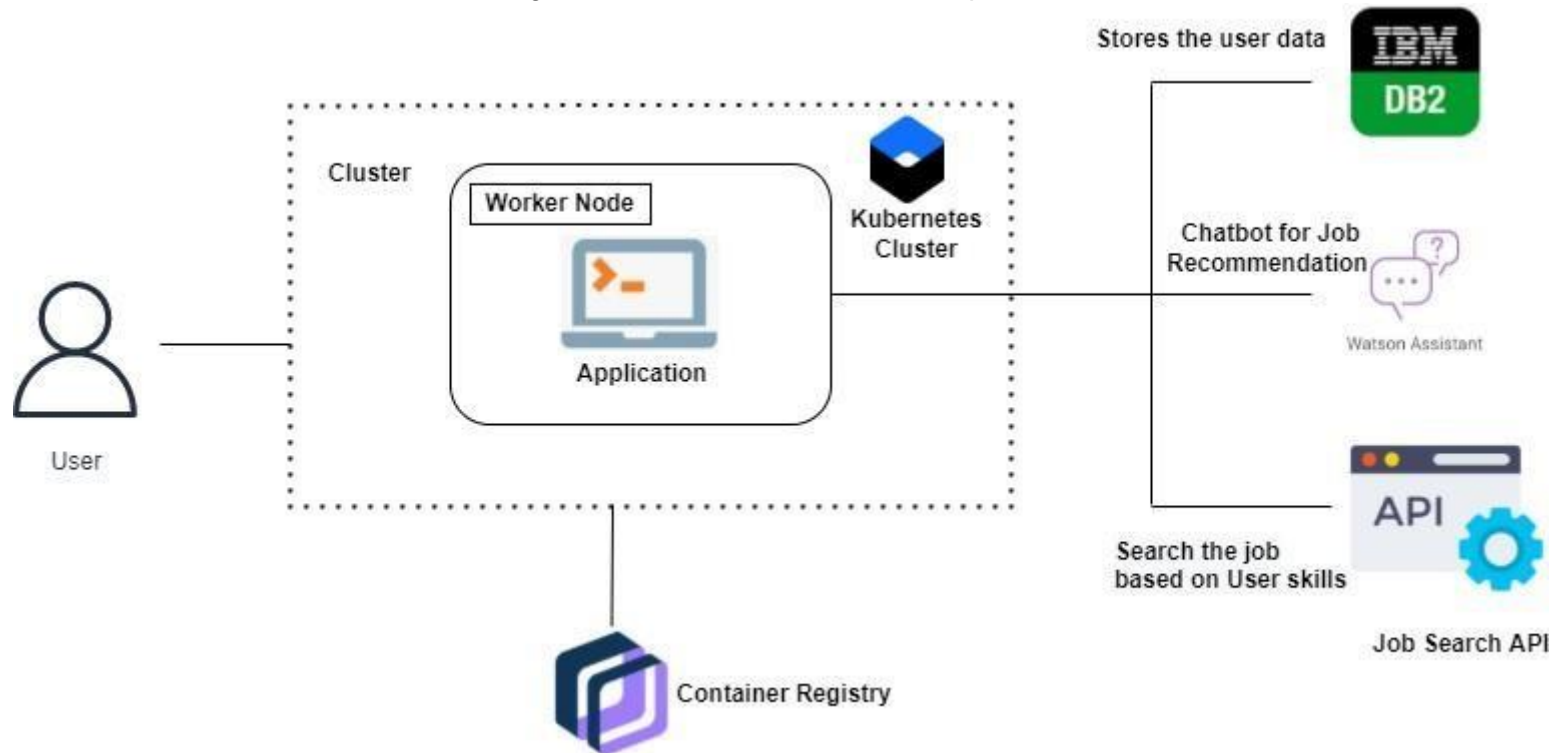 Stores the user data
IBM
DB2
Cluster
Worker Node
Kubernetes
Cluster
Application
Chatbot for Job
Recommendation
?
Watson Assistant
User
API
Search the job
based on User skills
Job Search API
Container Registry